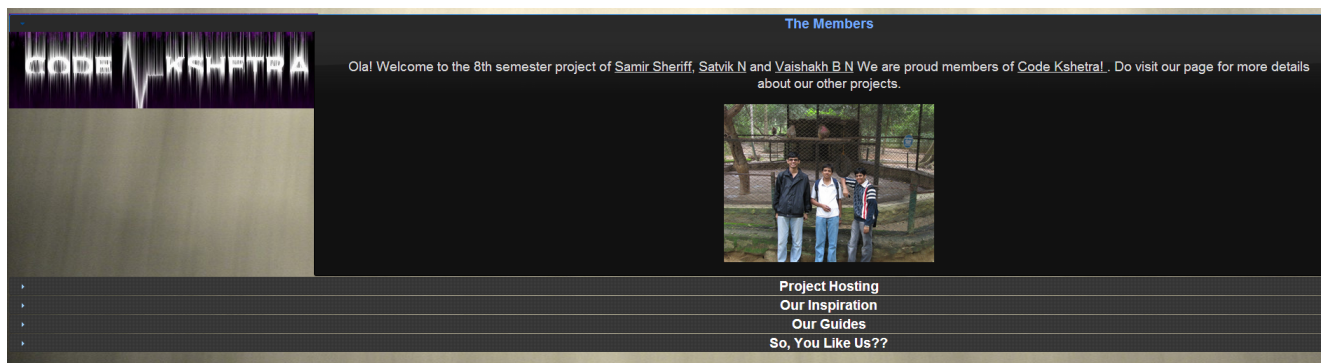 The Members
CODE KSHETRA
Ola! Welcome to the 8th semester project of Samir Sheriff, Satvik N and Vaishakh B N We are proud members of Code Kshetra! . Do visit our page for more details
about our other projects.
Project Hosting
Our Inspiration
Our Guides
So, You Like Us??